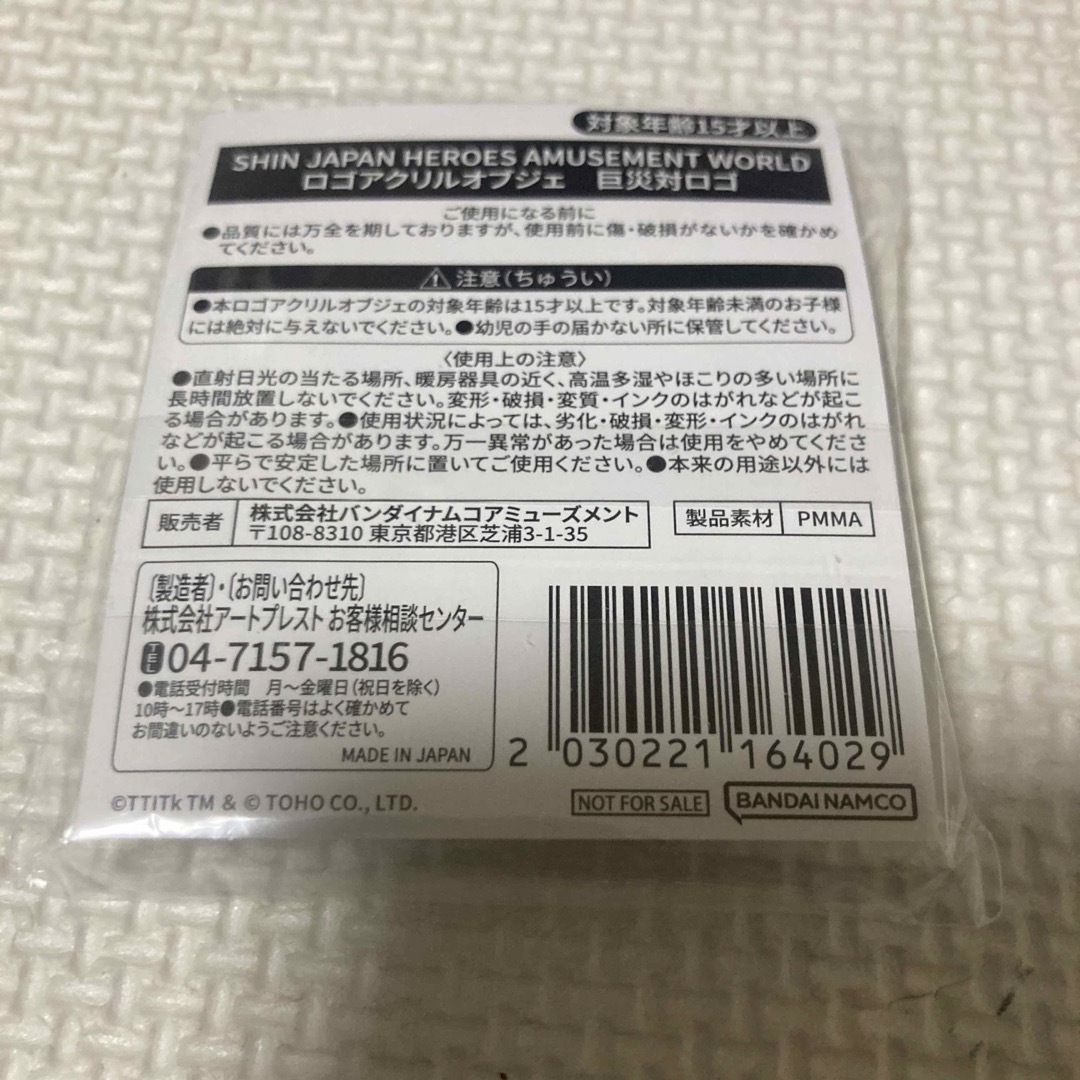 対象年齢15才以上
SHIN JAPAN HEROES AMUSEMENT WORLD
ロゴアクリルオブジェ 巨災対ロゴ
ご使用になる前に
●品質には万全を期しておりますが、使用前に傷・破損がないかを確かめ
てください。
⚠注意(ちゅうい)
●本ロゴアクリルオブジェの対象年齢は15才以上です。対象年齢未満のお子様
には絶対に与えないでください。●幼児の手の届かない所に保管してください。
〈使用上の注意〉
●直射日光の当たる場所、暖房器具の近く、高温多湿やほこりの多い場所に
長時間放置しないでください。変形・破損・変質・インクのはがれなどが起こ
る場合があります。●使用状況によっては、劣化・破損・変形・インクのはがれ
などが起こる場合があります。万一異常があった場合は使用をやめてくださ
い。●平らで安定した場所に置いてご使用ください。●本来の用途以外には
使用しないでください。
販売者 株式会社バンダイナムコアミューズメント
〒108-8310 東京都港区芝浦3-1-35
製品素材 PMMA
〔製造者〕・〔お問い合わせ先〕
株式会社アートプレスト お客様相談センター
TEL 04-7157-1816
●電話受付時間 月〜金曜日(祝日を除く)
10時〜17時●電話番号はよく確かめて
お間違いのないようご注意ください。
MADE IN JAPAN
2 030221 164029
©TTITk TM & © TOHO CO., LTD.
NOT FOR SALE
BANDAI NAMCO